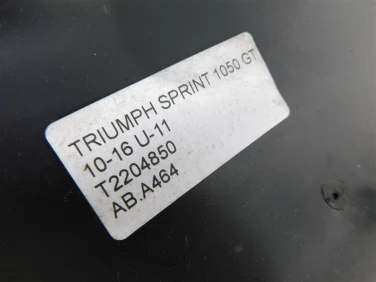 TRIUMPH SPRINT 1050 GT
10-16 U-11
T2204850
AB.A464